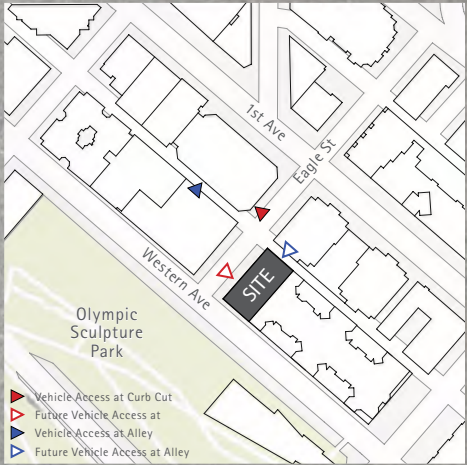 1st Ave
Eagle St
Western Ave
SITE
Olympic
Sculpture
Park
Vehicle Access at Curb Cut
Future Vehicle Access at
Vehicle Access at Alley
Future Vehicle Access at Alley